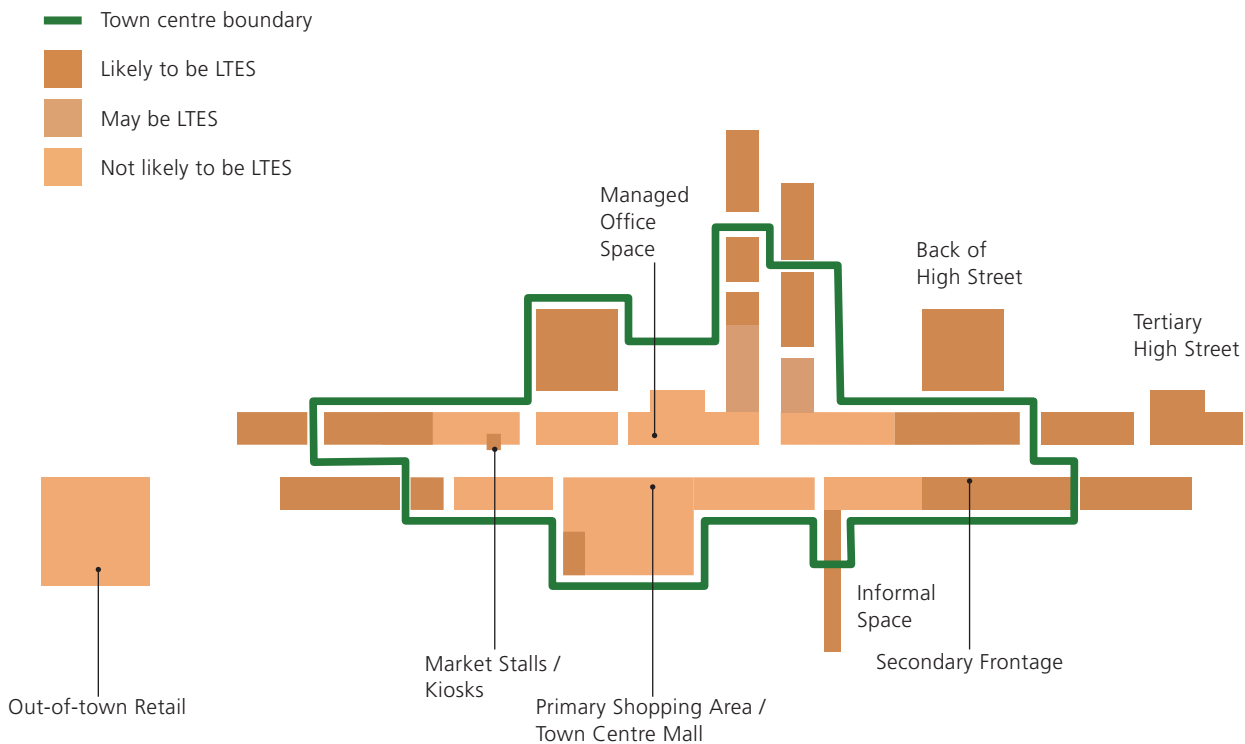 Town centre boundary
Likely to be LTES
May be LTES
Not likely to be LTES
Managed
Office
Space
Back of
High Street
Tertiary
High Street
Informal
Space
Market Stalls /
Kiosks
Secondary Frontage
Out-of-town Retail
Primary Shopping Area /
Town Centre Mall